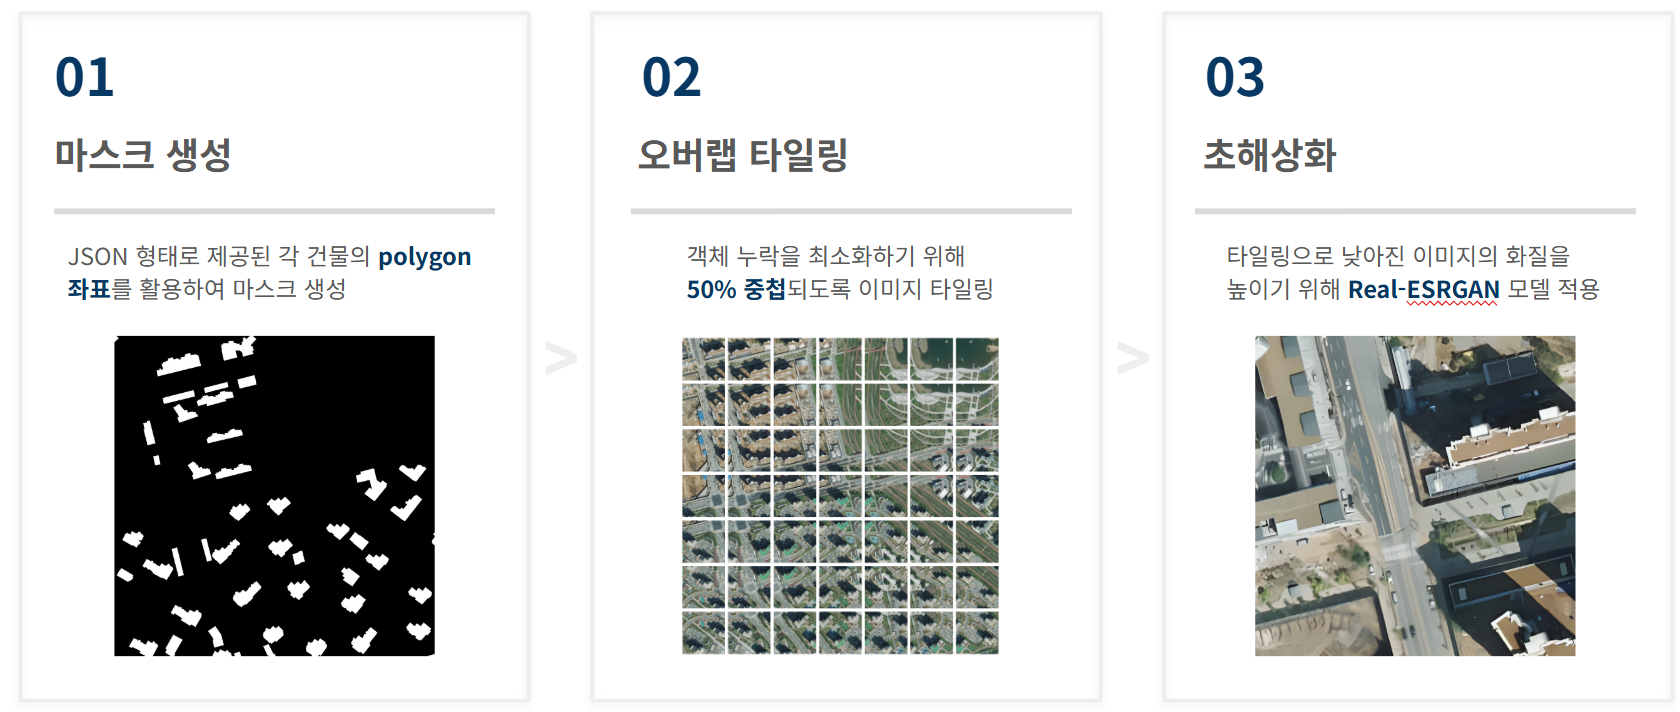 01
마스크 생성
JSON 형태로 제공된 각 건물의 polygon
좌표를 활용하여 마스크 생성
>
02
오버랩 타일링
객체 누락을 최소화하기 위해
50% 중첩되도록 이미지 타일링
>
03
초해상화
타일링으로 낮아진 이미지의 화질을
높이기 위해 Real-ESRGAN 모델 적용